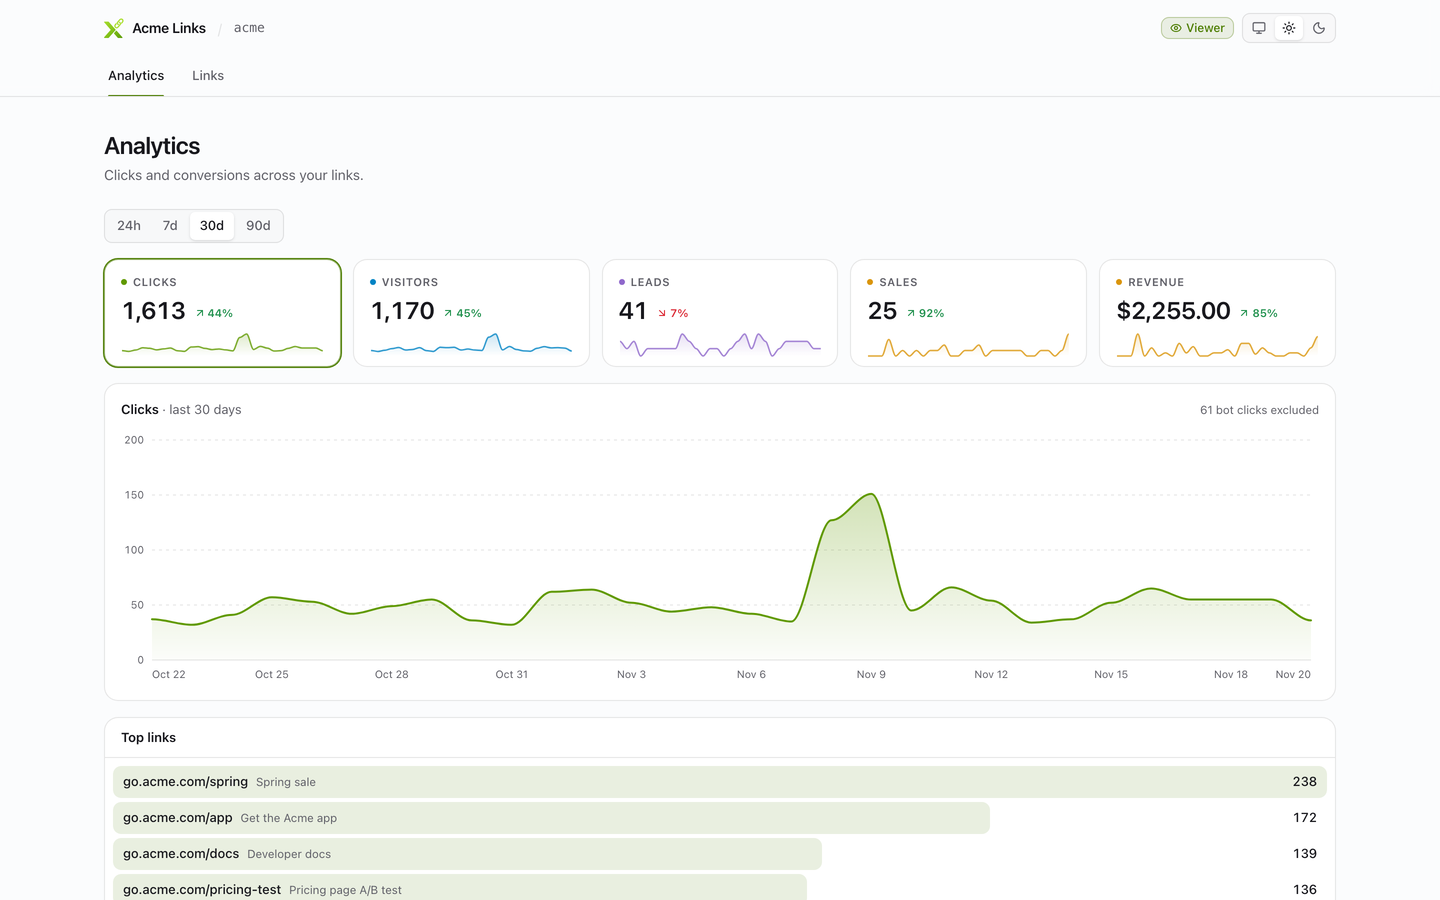 Acme Links / acme
Viewer
Analytics Links
Analytics
Clicks and conversions across your links.
24h 7d 30d 90d
CLICKS
1,613 44%
VISITORS
1,170 45%
LEADS
41 7%
SALES
25 92%
REVENUE
$2,255.00 85%
Clicks · last 30 days
61 bot clicks excluded
200
150
100
50
0
Oct 22 Oct 25 Oct 28 Oct 31 Nov 3 Nov 6 Nov 9 Nov 12 Nov 15 Nov 18 Nov 20
Top links
go.acme.com/spring Spring sale 238
go.acme.com/app Get the Acme app 172
go.acme.com/docs Developer docs 139
go.acme.com/pricing-test Pricing page A/B test 136